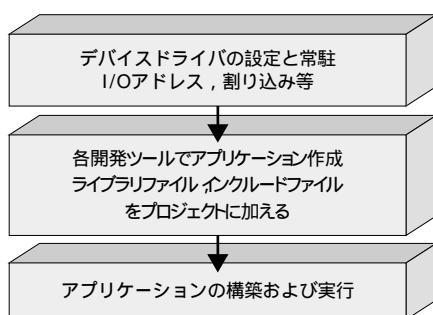 デバイスドライバの設定と常駐
I/Oアドレス , 割り込み等
各開発ツールでアプリケーション作成
ライブラリファイル,インクルードファイル
をプロジェクトに加える
アプリケーションの構築および実行